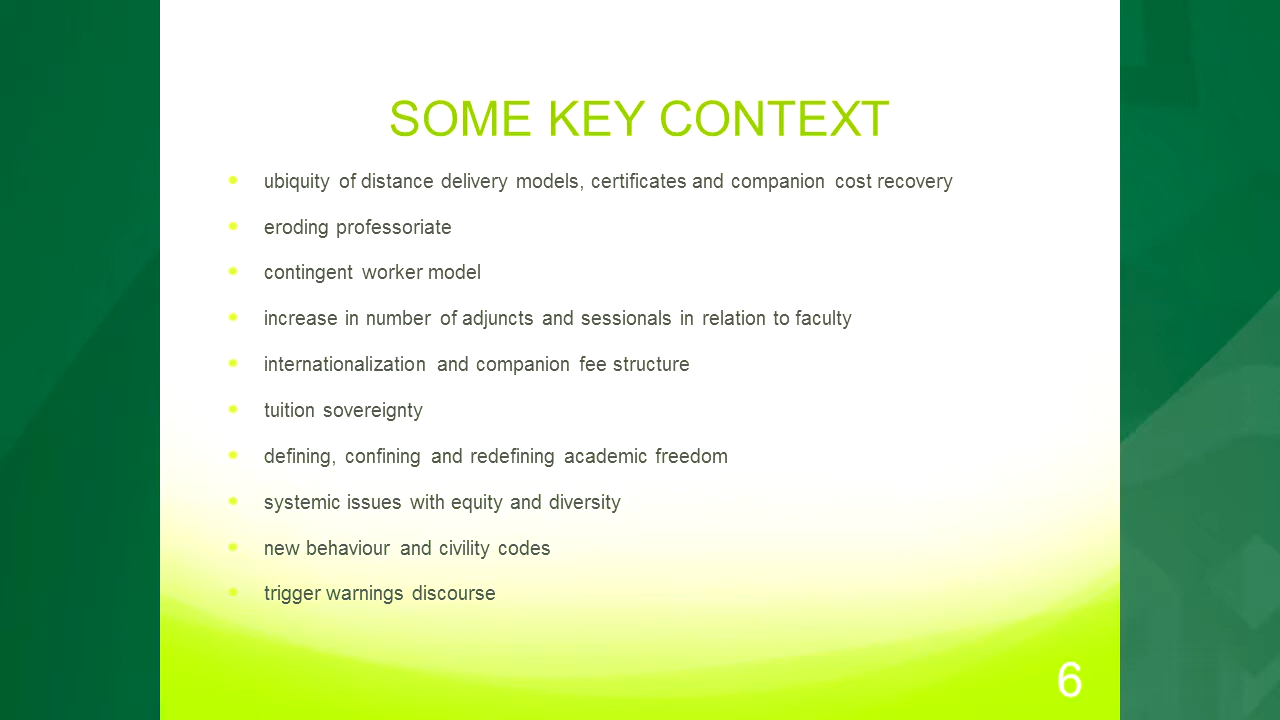 SOME KEY CONTEXT
ubiquity of distance delivery models, certificates and companion cost recovery
eroding professoriate
contingent worker model
increase in number of adjuncts and sessionals in relation to faculty
internationalization and companion fee structure
tuition sovereignty
defining, confining and redefining academic freedom
systemic issues with equity and diversity
new behaviour and civility codes
trigger warnings discourse
6